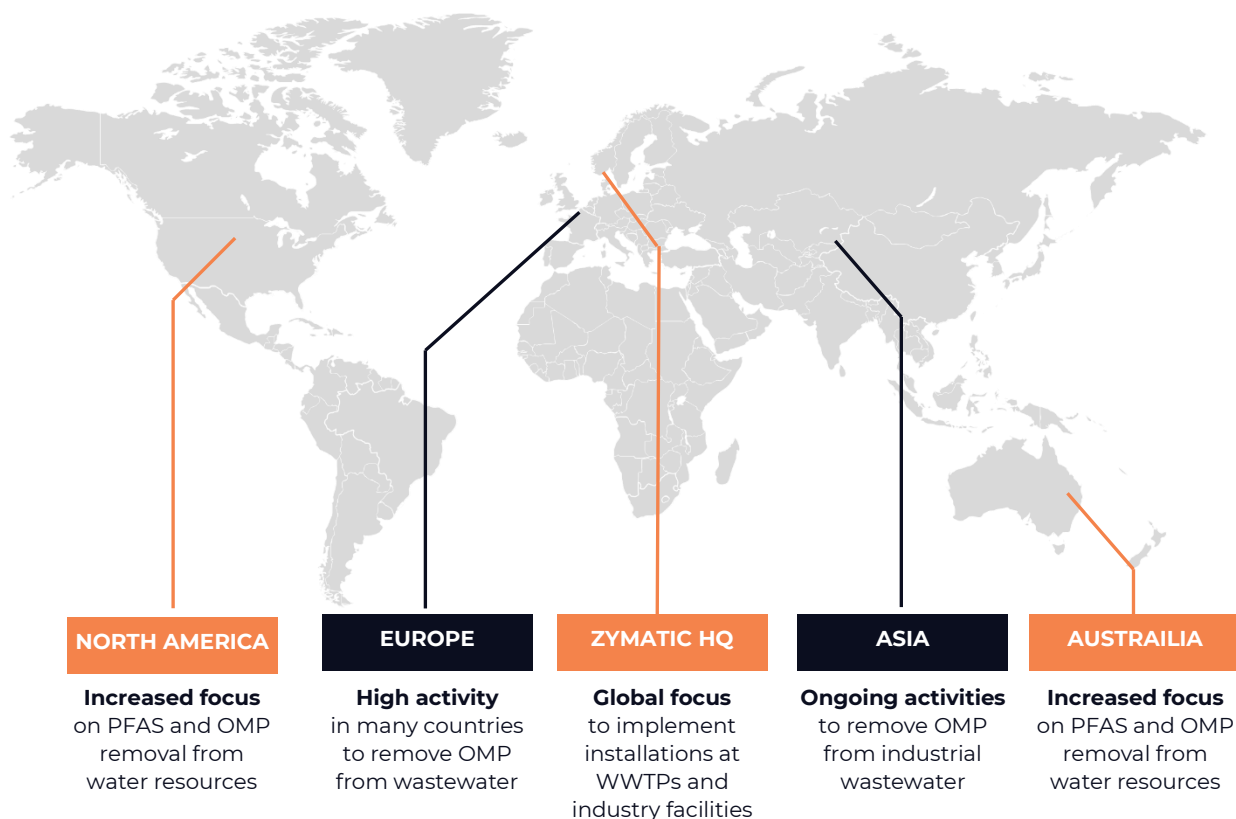 NORTH AMERICA
Increased focus
on PFAS and OMP
removal from
water resources
EUROPE
High activity
in many countries
to remove OMP
from wastewater
ZYMATIC HQ
Global focus
to implement
installations at
WWTPs and
industry facilities
ASIA
Ongoing activities
to remove OMP
from industrial
wastewater
AUSTRAILIA
Increased focus
on PFAS and OMP
removal from
water resources